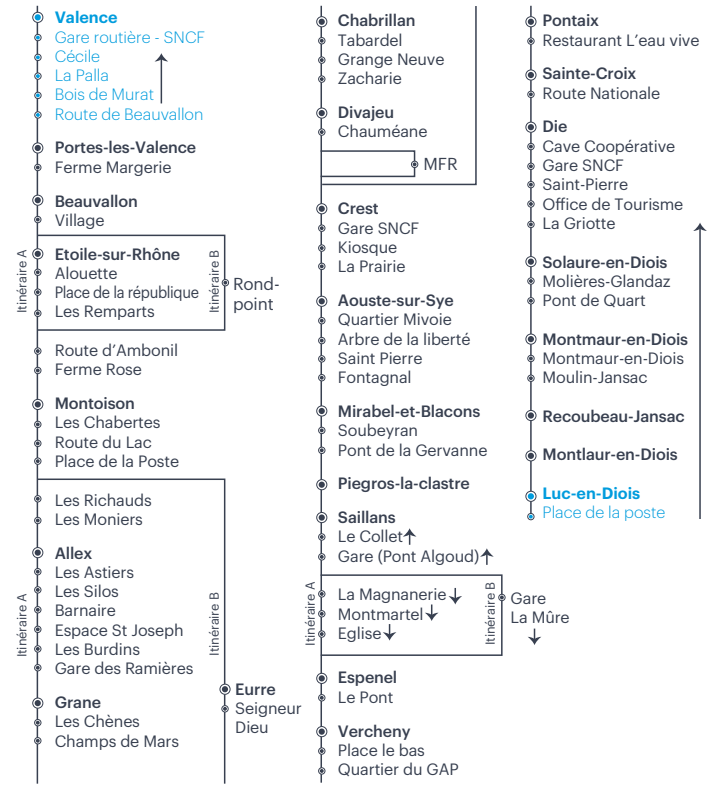 Valence
Gare routière - SNCF
Cécile
La Palla
Bois de Murat
Route de Beauvallon
Portes-les-Valence
Ferme Margerie
Beauvallon
Village
Itinéraire A
Etoile-sur-Rhône
Alouette
Place de la république
Les Remparts
Itinéraire B
Rond-
point
Route d'Ambonil
Ferme Rose
Montoison
Les Chabertes
Route du Lac
Place de la Poste
Les Richauds
Les Moniers
Itinéraire A
Allex
Les Astiers
Les Silos
Barnaire
Espace St Joseph
Les Burdins
Gare des Ramières
Grane
Les Chênes
Champs de Mars
Itinéraire B
Eurre
Seigneur
Dieu
Chabrillan
Tabardel
Grange Neuve
Zacharie
Divajeu
Chauméane
MFR
Crest
Gare SNCF
Kiosque
La Prairie
Aouste-sur-Sye
Quartier Mivoie
Arbre de la liberté
Saint Pierre
Fontagnal
Mirabel-et-Blacons
Soubeyran
Pont de la Gervanne
Piegros-la-clastre
Saillans
Le Collet↑
Gare (Pont Algoud)↑
Itinéraire A
La Magnanerie↓
Montmartel↓
Eglise↓
Itinéraire B
Gare
La Mûre
↓
Espenel
Le Pont
Vercheny
Place le bas
Quartier du GAP
Pontaix
Restaurant L'eau vive
Sainte-Croix
Route Nationale
Die
Cave Coopérative
Gare SNCF
Saint-Pierre
Office de Tourisme
La Griotte
Solaure-en-Diois
Molières-Glandaz
Pont de Quart
Montmaur-en-Diois
Montmaur-en-Diois
Moulin-Jansac
Recoubeau-Jansac
Montlaur-en-Diois
Luc-en-Diois
Place de la poste